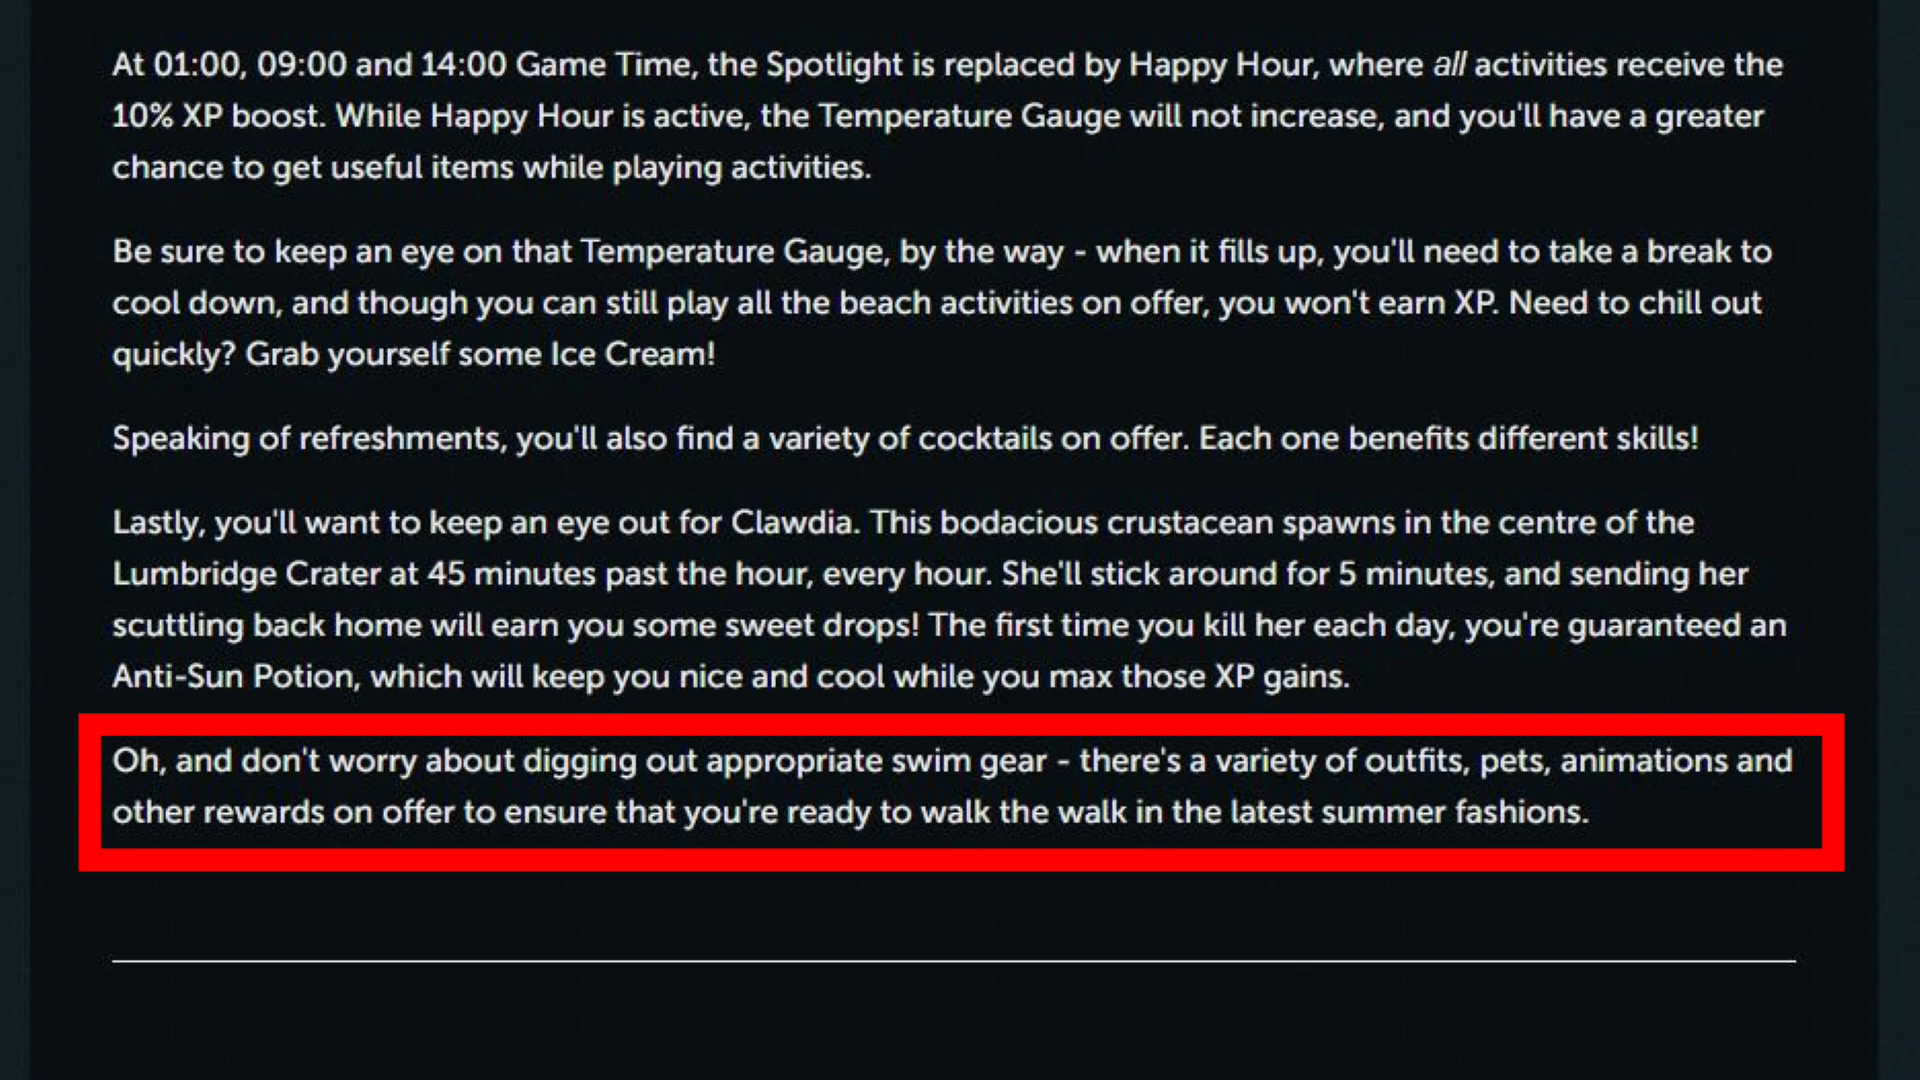 At 01:00, 09:00 and 14:00 Game Time, the Spotlight is replaced by Happy Hour, where all activities receive the
10% XP boost. While Happy Hour is active, the Temperature Gauge will not increase, and you'll have a greater
chance to get useful items while playing activities.
Be sure to keep an eye on that Temperature Gauge, by the way - when it fills up, you'll need to take a break to
cool down, and though you can still play all the beach activities on offer, you won't earn XP. Need to chill out
quickly? Grab yourself some Ice Cream!
Speaking of refreshments, you'll also find a variety of cocktails on offer. Each one benefits different skills!
Lastly, you'll want to keep an eye out for Clawdia. This bodacious crustacean spawns in the centre of the
Lumbridge Crater at 45 minutes past the hour, every hour. She'll stick around for 5 minutes, and sending her
scuttling back home will earn you some sweet drops! The first time you kill her each day, you're guaranteed an
Anti-Sun Potion, which will keep you nice and cool while you max those XP gains.
Oh, and don't worry about digging out appropriate swim gear - there's a variety of outfits, pets, animations and
other rewards on offer to ensure that you're ready to walk the walk in the latest summer fashions.